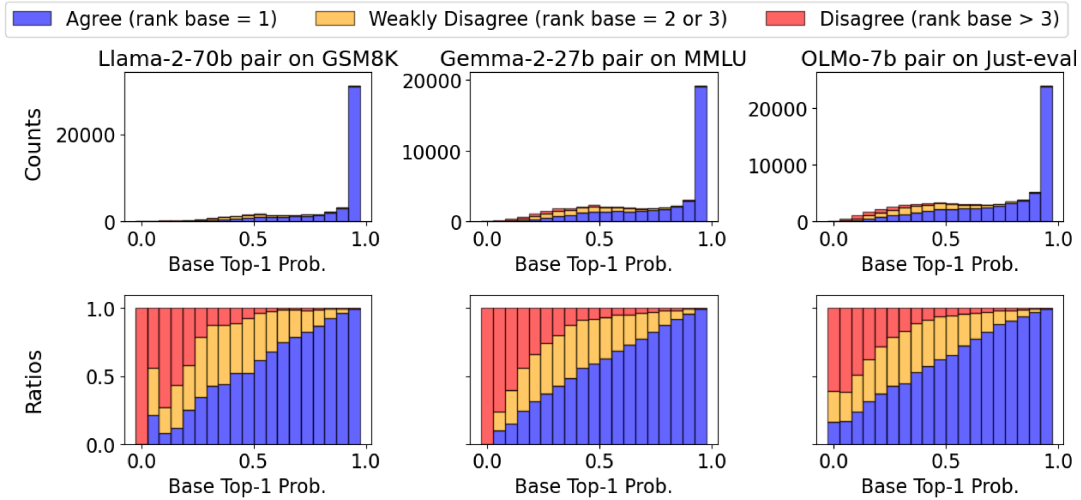 Agree (rank base = 1) Weakly Disagree (rank base = 2 or 3) Disagree (rank base > 3)
Llama-2-70b pair on GSM8K Gemma-2-27b pair on MMLU OLMo-7b pair on Just-eval
Counts
20000
0
0.0 0.5 1.0
Base Top-1 Prob.
20000
10000
0
0.0 0.5 1.0
Base Top-1 Prob.
20000
10000
0
0.0 0.5 1.0
Base Top-1 Prob.
Ratios
1.0
0.5
0.0
0.0 0.5 1.0
Base Top-1 Prob.
0.0 0.5 1.0
Base Top-1 Prob.
0.0 0.5 1.0
Base Top-1 Prob.